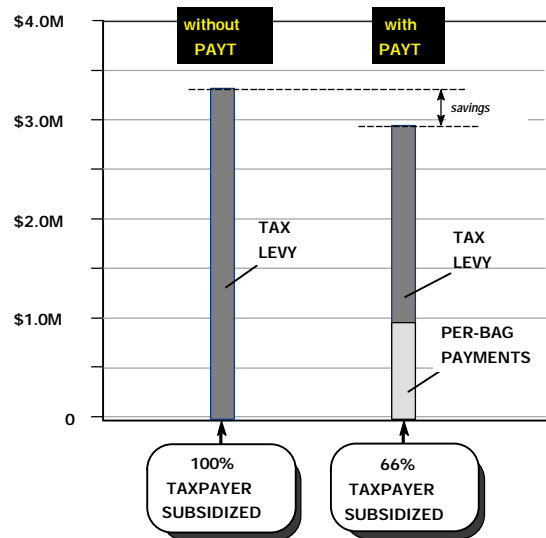 $4.0M
without
PAYT
with
PAYT
savings
$3.0M
TAX
LEVY
TAX
LEVY
$2.0M
$1.0M
PER-BAG
PAYMENTS
0
100%
TAXPAYER
SUBSIDIZED
66%
TAXPAYER
SUBSIDIZED